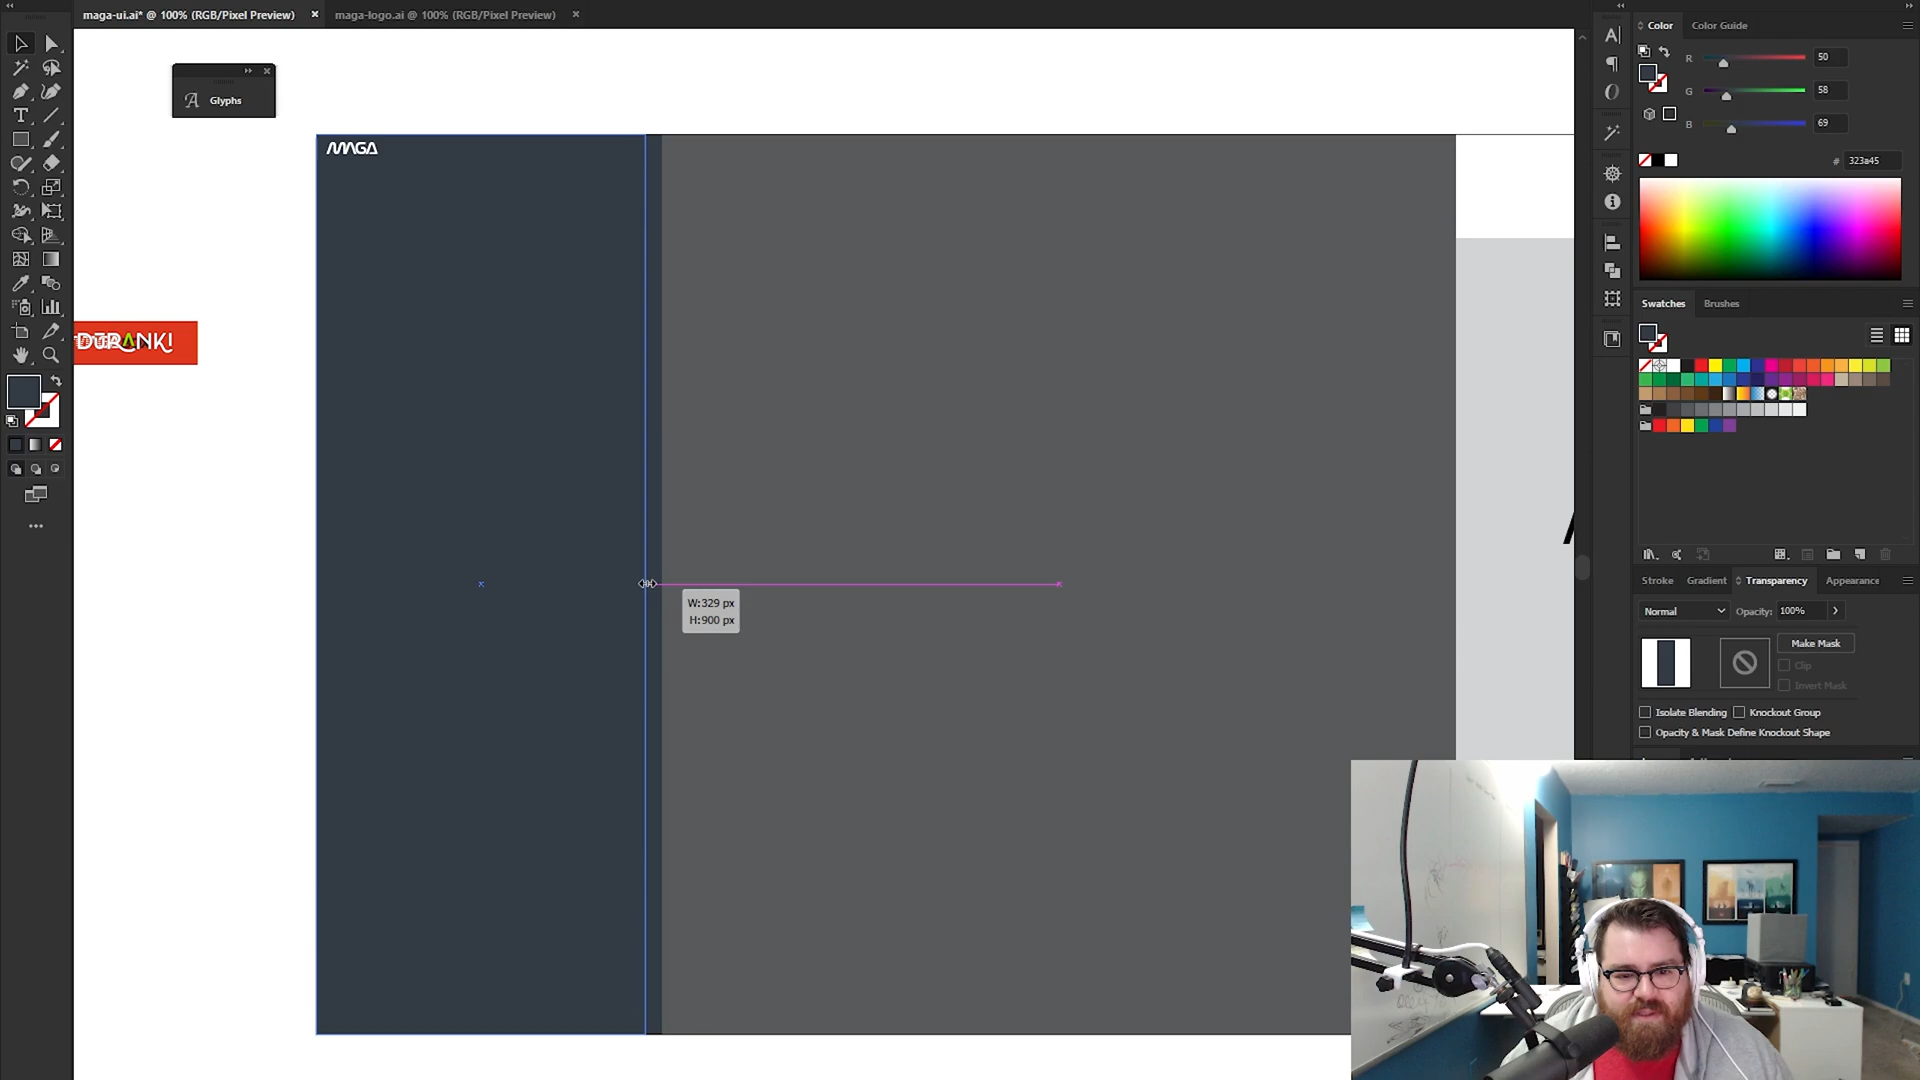 maga-ui.ai* @ 100% (RGB/Pixel Preview)
maga-logo.ai @ 100% (RGB/Pixel Preview)
Glyphs
MAGA
W:329 px
H:900 px
Color
Color Guide
R
50
G
58
B
69
#
323a45
Swatches
Brushes
Stroke
Gradient
Transparency
Appearance
Normal
Opacity:
100%
Make Mask
Clip
Invert Mask
Isolate Blending
Knockout Group
Opacity & Mask Define Knockout Shape